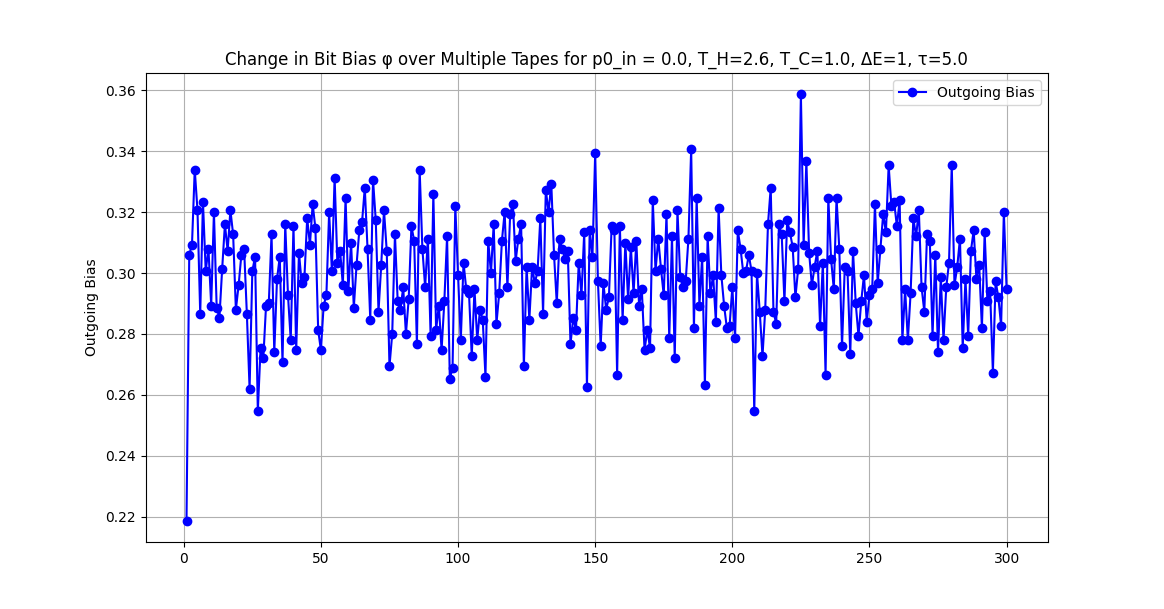 Change in Bit Bias φ over Multiple Tapes for p0_in = 0.0, T_H=2.6, T_C=1.0, ΔE=1, τ=5.0
Outgoing Bias
0.36
0.34
0.32
0.30
0.28
0.26
0.24
0.22
Outgoing Bias
0 50 100 150 200 250 300